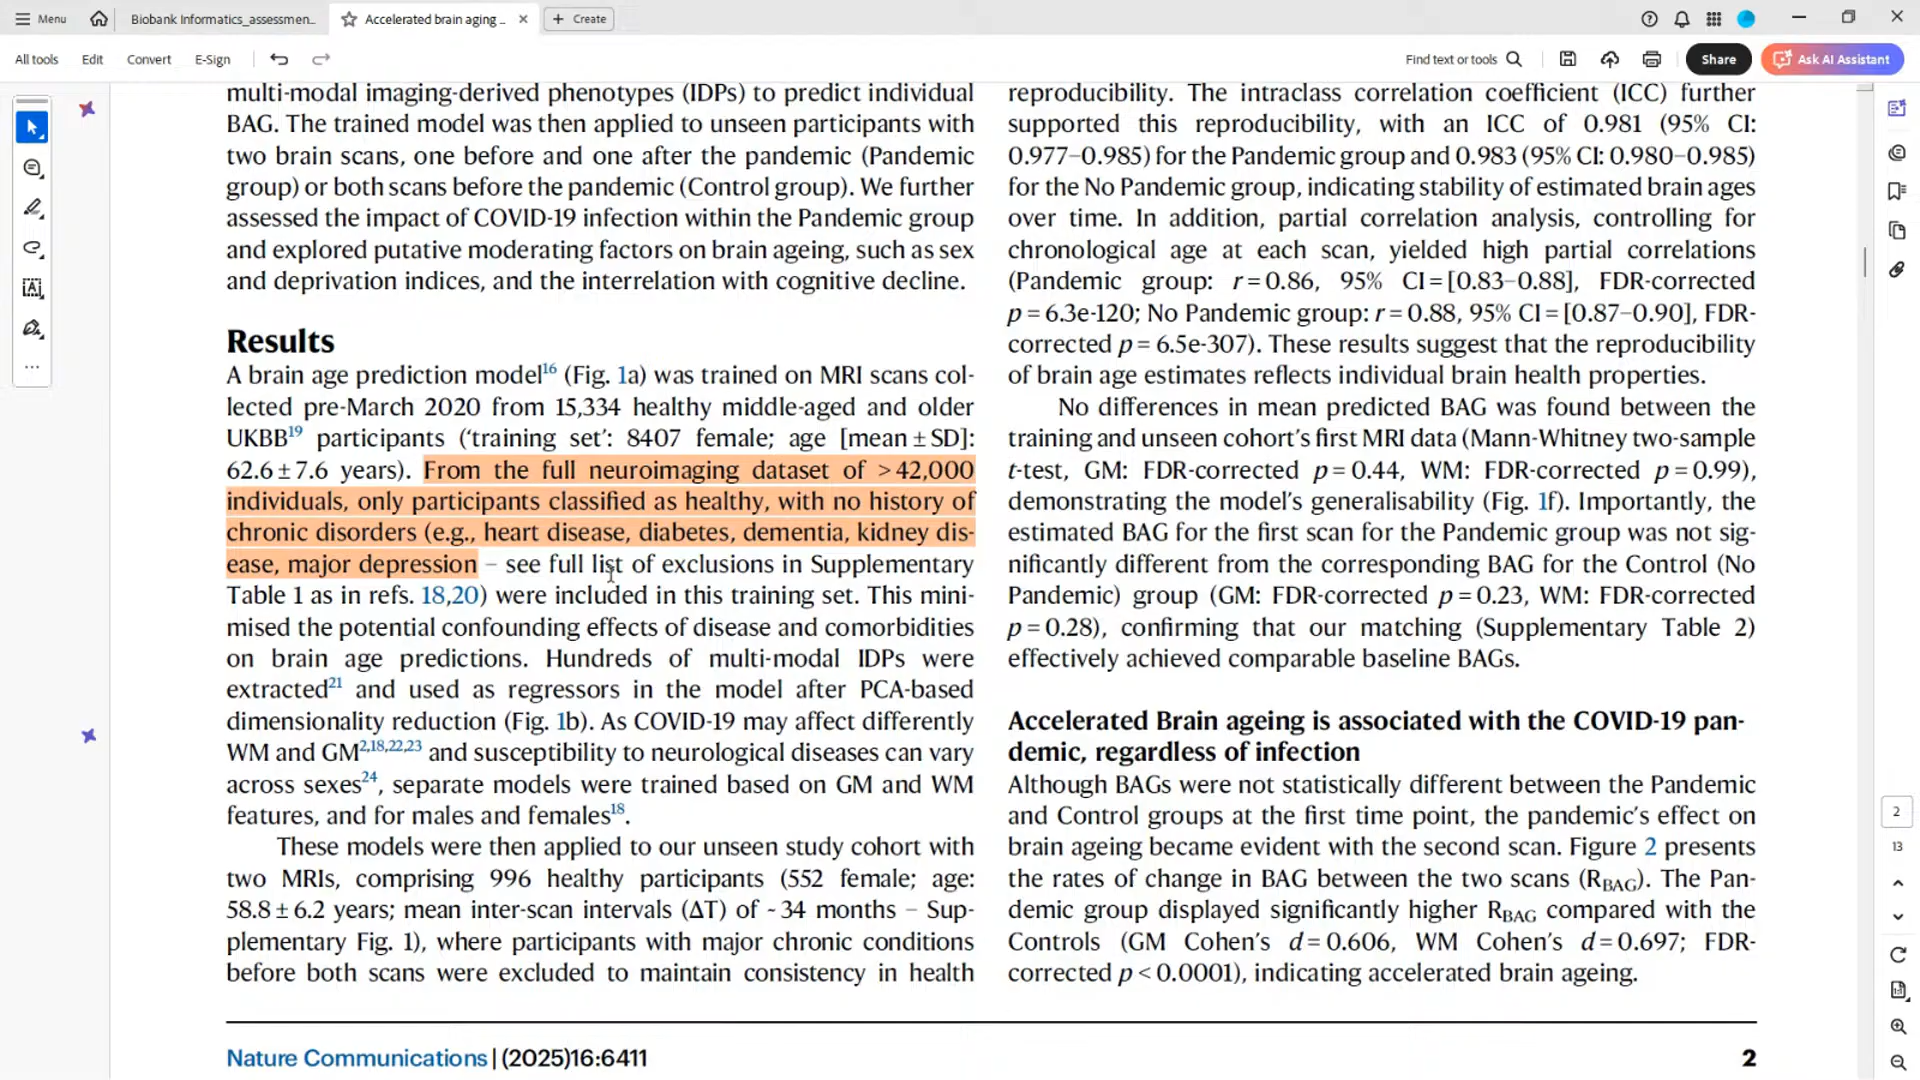 Menu
Biobank Informatics_assessmen...
Accelerated brain aging ...
Create
All tools
Edit
Convert
E-Sign
Find text or tools
Share
Ask AI Assistant
multi-modal imaging-derived phenotypes (IDPs) to predict individual
BAG. The trained model was then applied to unseen participants with
two brain scans, one before and one after the pandemic (Pandemic
group) or both scans before the pandemic (Control group). We further
assessed the impact of COVID-19 infection within the Pandemic group
and explored putative moderating factors on brain ageing, such as sex
and deprivation indices, and the interrelation with cognitive decline.
Results
A brain age prediction model16 (Fig. 1a) was trained on MRI scans col-
lected pre-March 2020 from 15,334 healthy middle-aged and older
UKBB19 participants (‘training set’: 8407 female; age [mean ± SD]:
62.6 ± 7.6 years). From the full neuroimaging dataset of > 42,000
individuals, only participants classified as healthy, with no history of
chronic disorders (e.g., heart disease, diabetes, dementia, kidney dis-
ease, major depression – see full list of exclusions in Supplementary
Table 1 as in refs. 18,20) were included in this training set. This mini-
mised the potential confounding effects of disease and comorbidities
on brain age predictions. Hundreds of multi-modal IDPs were
extracted21 and used as regressors in the model after PCA-based
dimensionality reduction (Fig. 1b). As COVID-19 may affect differently
WM and GM2,18,22,23 and susceptibility to neurological diseases can vary
across sexes24, separate models were trained based on GM and WM
features, and for males and females18.
These models were then applied to our unseen study cohort with
two MRIs, comprising 996 healthy participants (552 female; age:
58.8 ± 6.2 years; mean inter-scan intervals (ΔT) of ~ 34 months – Sup-
plementary Fig. 1), where participants with major chronic conditions
before both scans were excluded to maintain consistency in health
reproducibility. The intraclass correlation coefficient (ICC) further
supported this reproducibility, with an ICC of 0.981 (95% CI:
0.977–0.985) for the Pandemic group and 0.983 (95% CI: 0.980–0.985)
for the No Pandemic group, indicating stability of estimated brain ages
over time. In addition, partial correlation analysis, controlling for
chronological age at each scan, yielded high partial correlations
(Pandemic group: r = 0.86, 95% CI = [0.83–0.88], FDR-corrected
p = 6.3e-120; No Pandemic group: r = 0.88, 95% CI = [0.87–0.90], FDR-
corrected p = 6.5e-307). These results suggest that the reproducibility
of brain age estimates reflects individual brain health properties.
No differences in mean predicted BAG was found between the
training and unseen cohort’s first MRI data (Mann-Whitney two-sample
t-test, GM: FDR-corrected p = 0.44, WM: FDR-corrected p = 0.99),
demonstrating the model’s generalisability (Fig. 1f). Importantly, the
estimated BAG for the first scan for the Pandemic group was not sig-
nificantly different from the corresponding BAG for the Control (No
Pandemic) group (GM: FDR-corrected p = 0.23, WM: FDR-corrected
p = 0.28), confirming that our matching (Supplementary Table 2)
effectively achieved comparable baseline BAGs.
Accelerated Brain ageing is associated with the COVID-19 pan-
demic, regardless of infection
Although BAGs were not statistically different between the Pandemic
and Control groups at the first time point, the pandemic’s effect on
brain ageing became evident with the second scan. Figure 2 presents
the rates of change in BAG between the two scans (RBAG). The Pan-
demic group displayed significantly higher RBAG compared with the
Controls (GM Cohen’s d = 0.606, WM Cohen’s d = 0.697; FDR-
corrected p < 0.0001), indicating accelerated brain ageing.
Nature Communications | (2025)16:6411
2
2
13